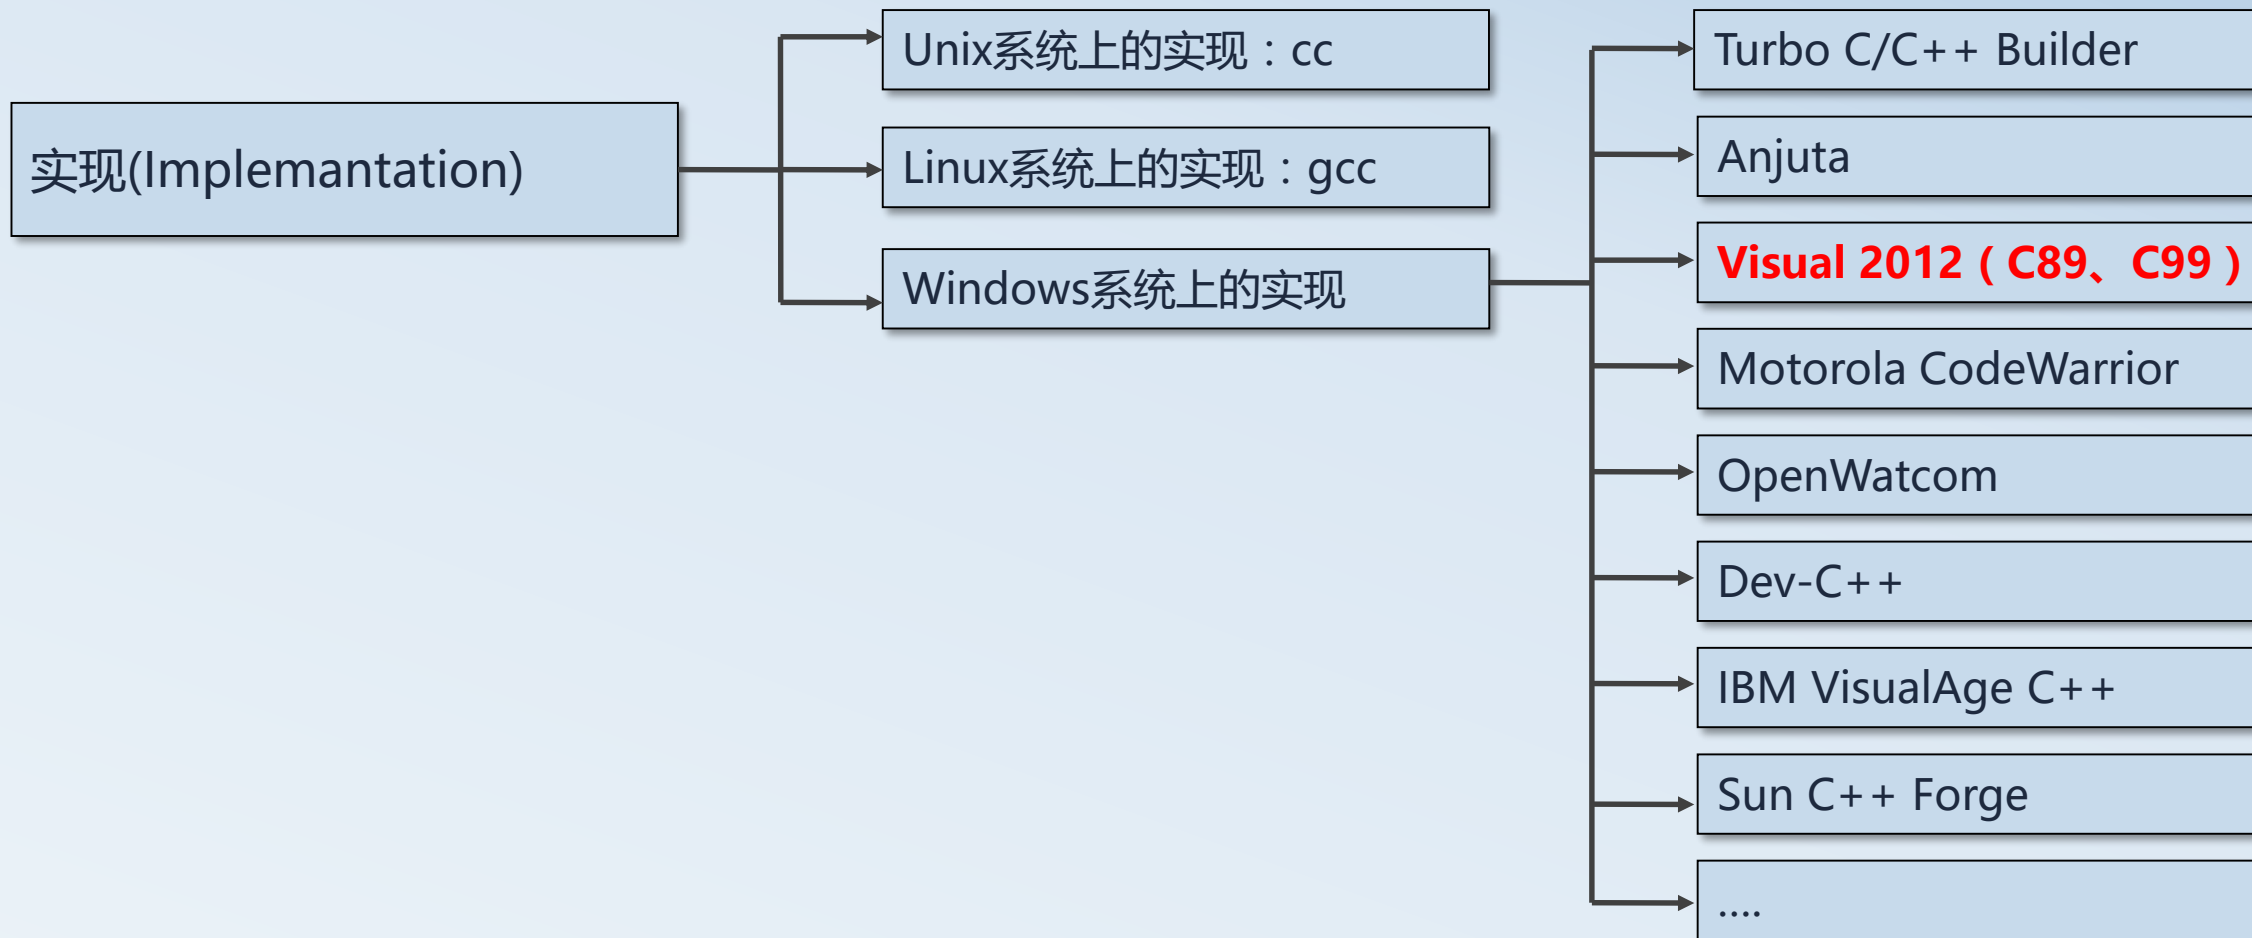 实现(Implemantation)
Unix系统上的实现：cc
Linux系统上的实现：gcc
Windows系统上的实现
Turbo C/C++ Builder
Anjuta
Visual 2012（C89、C99）
Motorola CodeWarrior
OpenWatcom
Dev-C++
IBM VisualAge C++
Sun C++ Forge
....